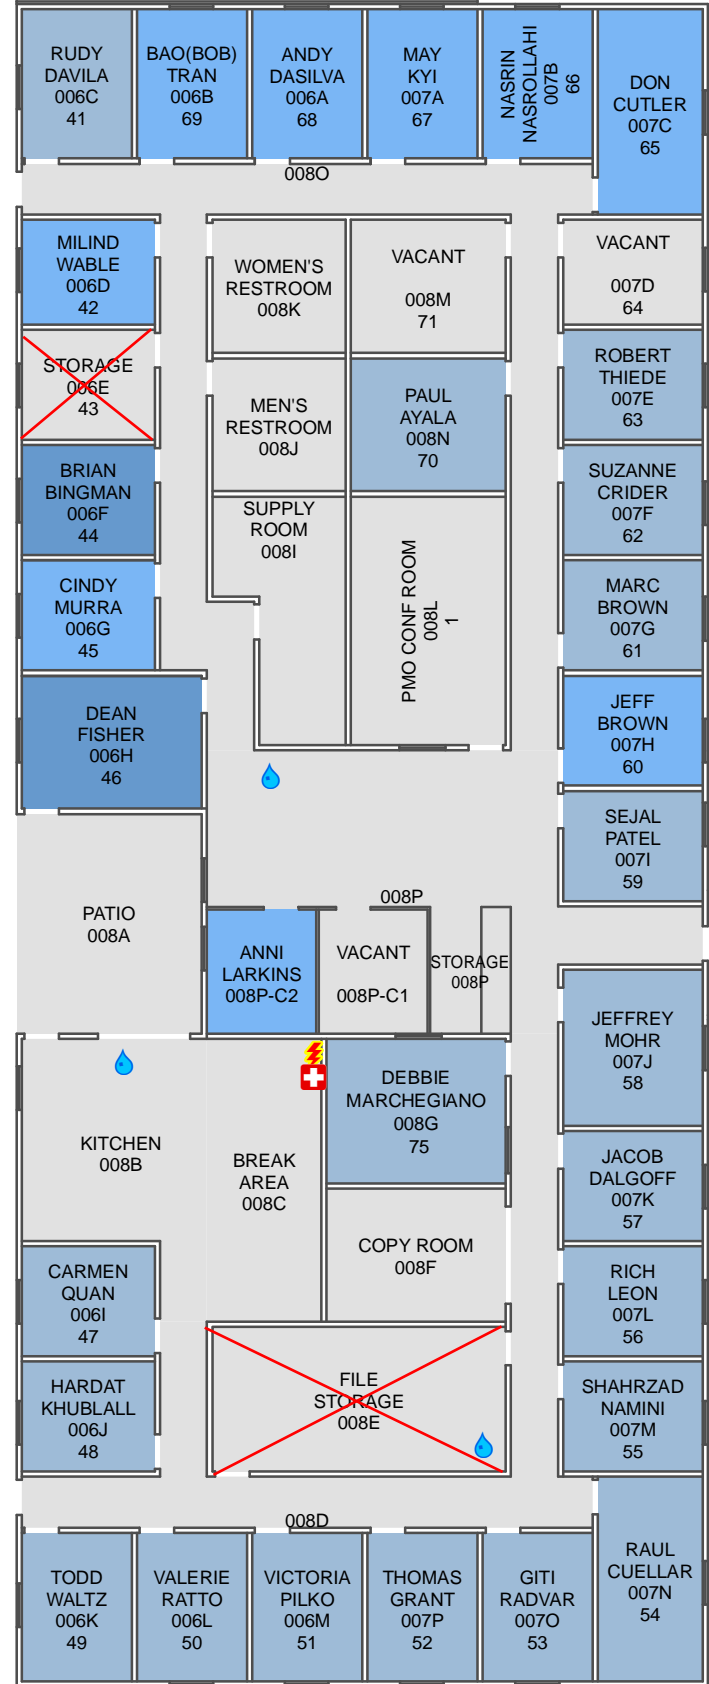 RUDY
DAVILA
006C
41
BAO(BOB)
TRAN
006B
69
ANDY
DASILVA
006A
68
MAY
KYI
007A
67
NASRIN
NASROLLAHI
007B
66
DON
CUTLER
007C
65
008O
MILIND
WABLE
006D
42
WOMEN'S
RESTROOM
008K
VACANT
008M
71
VACANT
007D
64
STORAGE
006E
43
MEN'S
RESTROOM
008J
PAUL
AYALA
008N
70
ROBERT
THIEDE
007E
63
BRIAN
BINGMAN
006F
44
SUPPLY
ROOM
008I
PMO CONF ROOM
008L
1
SUZANNE
CRIDER
007F
62
CINDY
MURRA
006G
45
MARC
BROWN
007G
61
DEAN
FISHER
006H
46
JEFF
BROWN
007H
60
SEJAL
PATEL
007I
59
PATIO
008A
008P
ANNI
LARKINS
008P-C2
VACANT
008P-C1
STORAGE
008P
JEFFREY
MOHR
007J
58
KITCHEN
008B
BREAK
AREA
008C
DEBBIE
MARCHEGIANO
008G
75
JACOB
DALGOFF
007K
57
COPY ROOM
008F
CARMEN
QUAN
006I
47
RICH
LEON
007L
56
HARDAT
KHUBLALL
006J
48
FILE
STORAGE
008E
SHAHRZAD
NAMINI
007M
55
008D
TODD
WALTZ
006K
49
VALERIE
RATTO
006L
50
VICTORIA
PILKO
006M
51
THOMAS
GRANT
007P
52
GITI
RADVAR
007O
53
RAUL
CUELLAR
007N
54